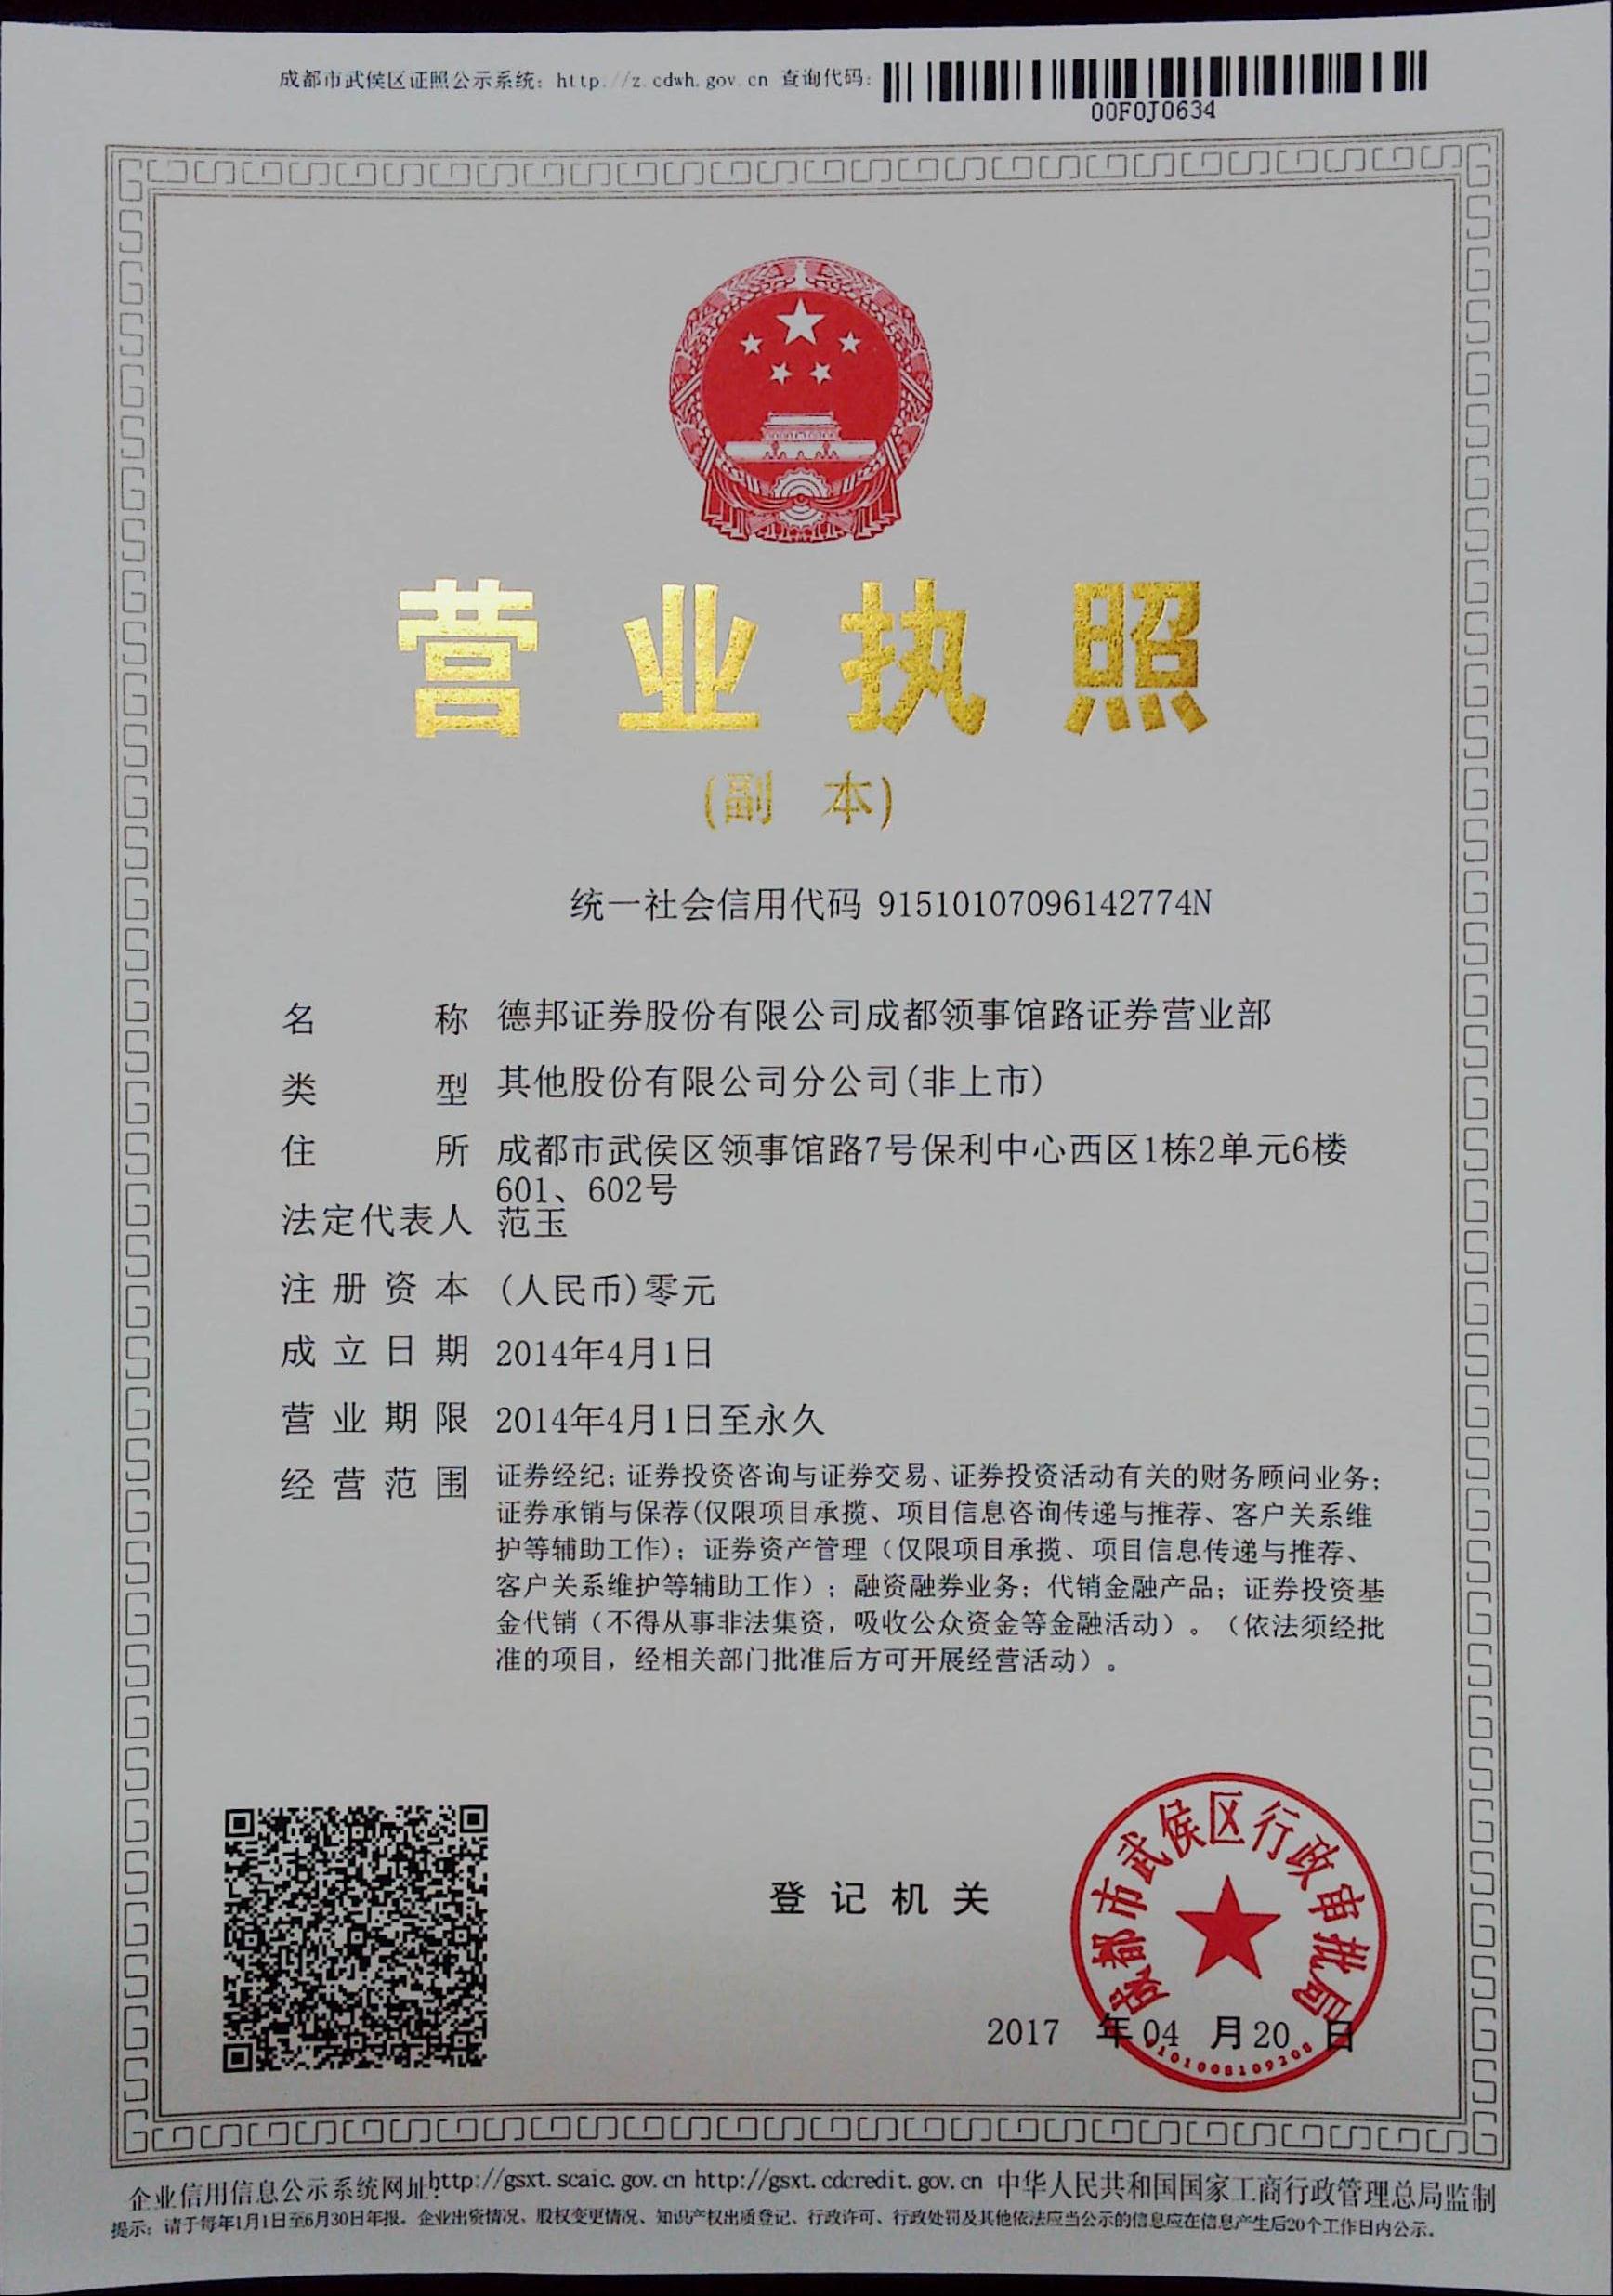 成都市武侯区证照公示系统: http://z.cdwh.gov.cn 查询代码:
00F0J0634
营业执照
(副 本)
统一社会信用代码 91510107096142774N
名 称 德邦证券股份有限公司成都领事馆路证券营业部
类 型 其他股份有限公司分公司(非上市)
住 所 成都市武侯区领事馆路7号保利中心西区1栋2单元6楼
601、602号
法定代表人 范玉
注册资本 (人民币)零元
成立日期 2014年4月1日
营业期限 2014年4月1日至永久
经营范围 证券经纪; 证券投资咨询与证券交易、证券投资活动有关的财务顾问业务;
证券承销与保荐(仅限项目承揽、项目信息咨询传递与推荐、客户关系维
护等辅助工作); 证券资产管理（仅限项目承揽、项目信息传递与推荐、
客户关系维护等辅助工作）; 融资融券业务; 代销金融产品; 证券投资基
金代销（不得从事非法集资，吸收公众资金等金融活动）。（依法须经批
准的项目，经相关部门批准后方可开展经营活动）。
成都市武侯区行政审批局
登记机关
2017 年 04 月 20 日
企业信用信息公示系统网址: http://gsxt.scaic.gov.cn http://gsxt.cdcredit.gov.cn 中华人民共和国国家工商行政管理总局监制
提示: 请于每年1月1日至6月30日年报。企业出资情况、股权变更情况、知识产权出质登记、行政许可、行政处罚及其他依法应当公示的信息应在信息产生后20个工作日内公示。